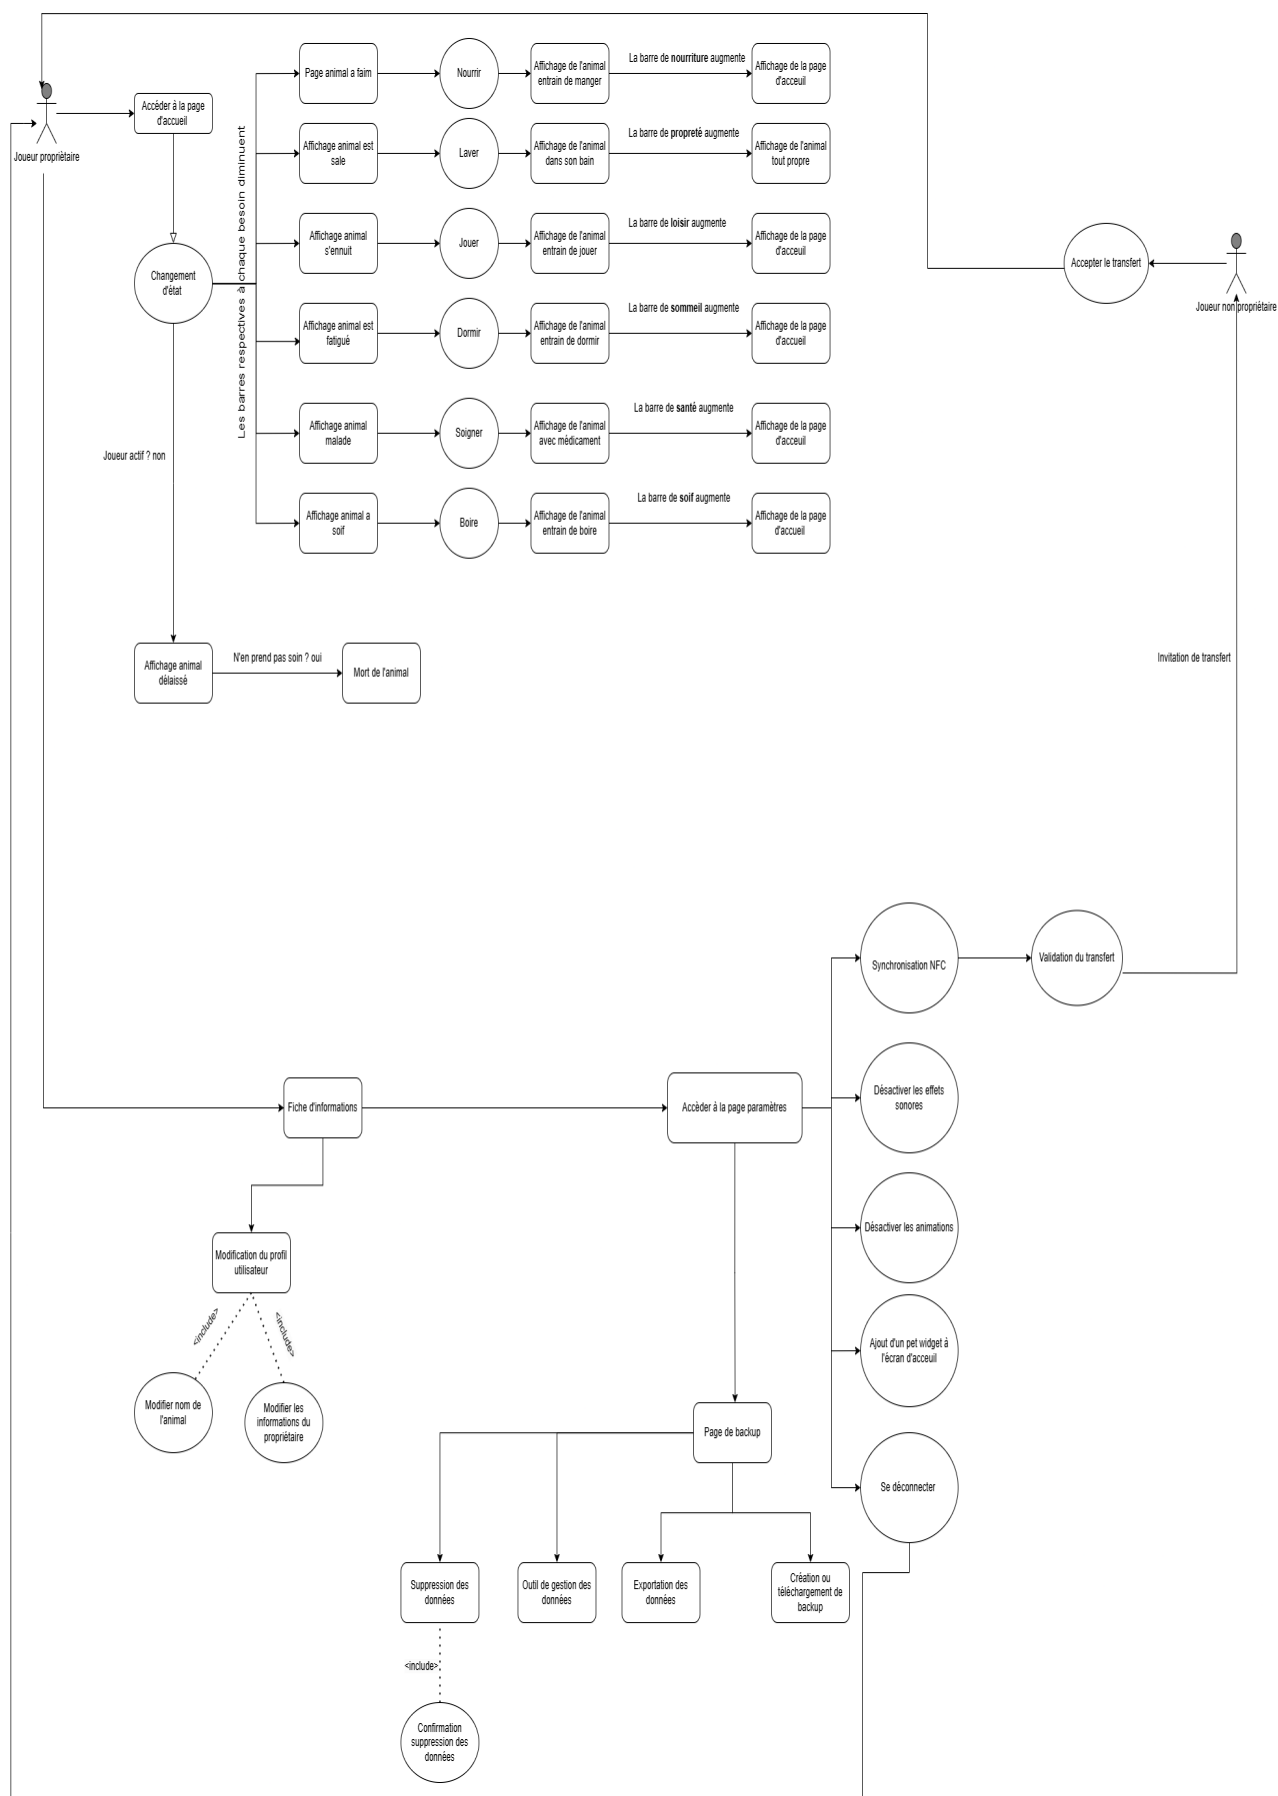 Page animal a faim
Nourrir
Affichage de l'animal
entrain de manger
La barre de nourriture augmente
Affichage de la page
d'acceuil
Accéder à la page
d'accueil
Joueur propriétaire
Les barres respectives à chaque besoin diminuent
Affichage animal est
sale
Laver
Affichage de l'animal
dans son bain
La barre de propreté augmente
Affichage de l'animal
tout propre
Affichage animal
s'ennuit
Jouer
Affichage de l'animal
entrain de jouer
La barre de loisir augmente
Affichage de la page
d'acceuil
Accepter le transfert
Joueur non propriétaire
Changement
d'état
Affichage animal est
fatigué
Dormir
Affichage de l'animal
entrain de dormir
La barre de sommeil augmente
Affichage de la page
d'accueil
Affichage animal
malade
Soigner
Affichage de l'animal
avec médicament
La barre de santé augmente
Affichage de la page
d'acceuil
Joueur actif ? non
Affichage animal a
soif
Boire
Affichage de l'animal
entrain de boire
La barre de soif augmente
Affichage de la page
d'accueil
Affichage animal
délaissé
N'en prend pas soin ? oui
Mort de l'animal
Invitation de transfert
Synchronisation NFC
Validation du transfert
Fiche d'informations
Accèder à la page paramètres
Désactiver les effets
sonores
Désactiver les animations
Modification du profil
utilisateur
<include>
<include>
Modifier nom de
l'animal
Modifier les
informations du
propriétaire
Ajout d'un pet widget à
l'écran d'acceuil
Page de backup
Se déconnecter
Suppression des
données
Outil de gestion des
données
Exportation des
données
Création ou
téléchargement de
backup
<include>
Confirmation
suppression des
données